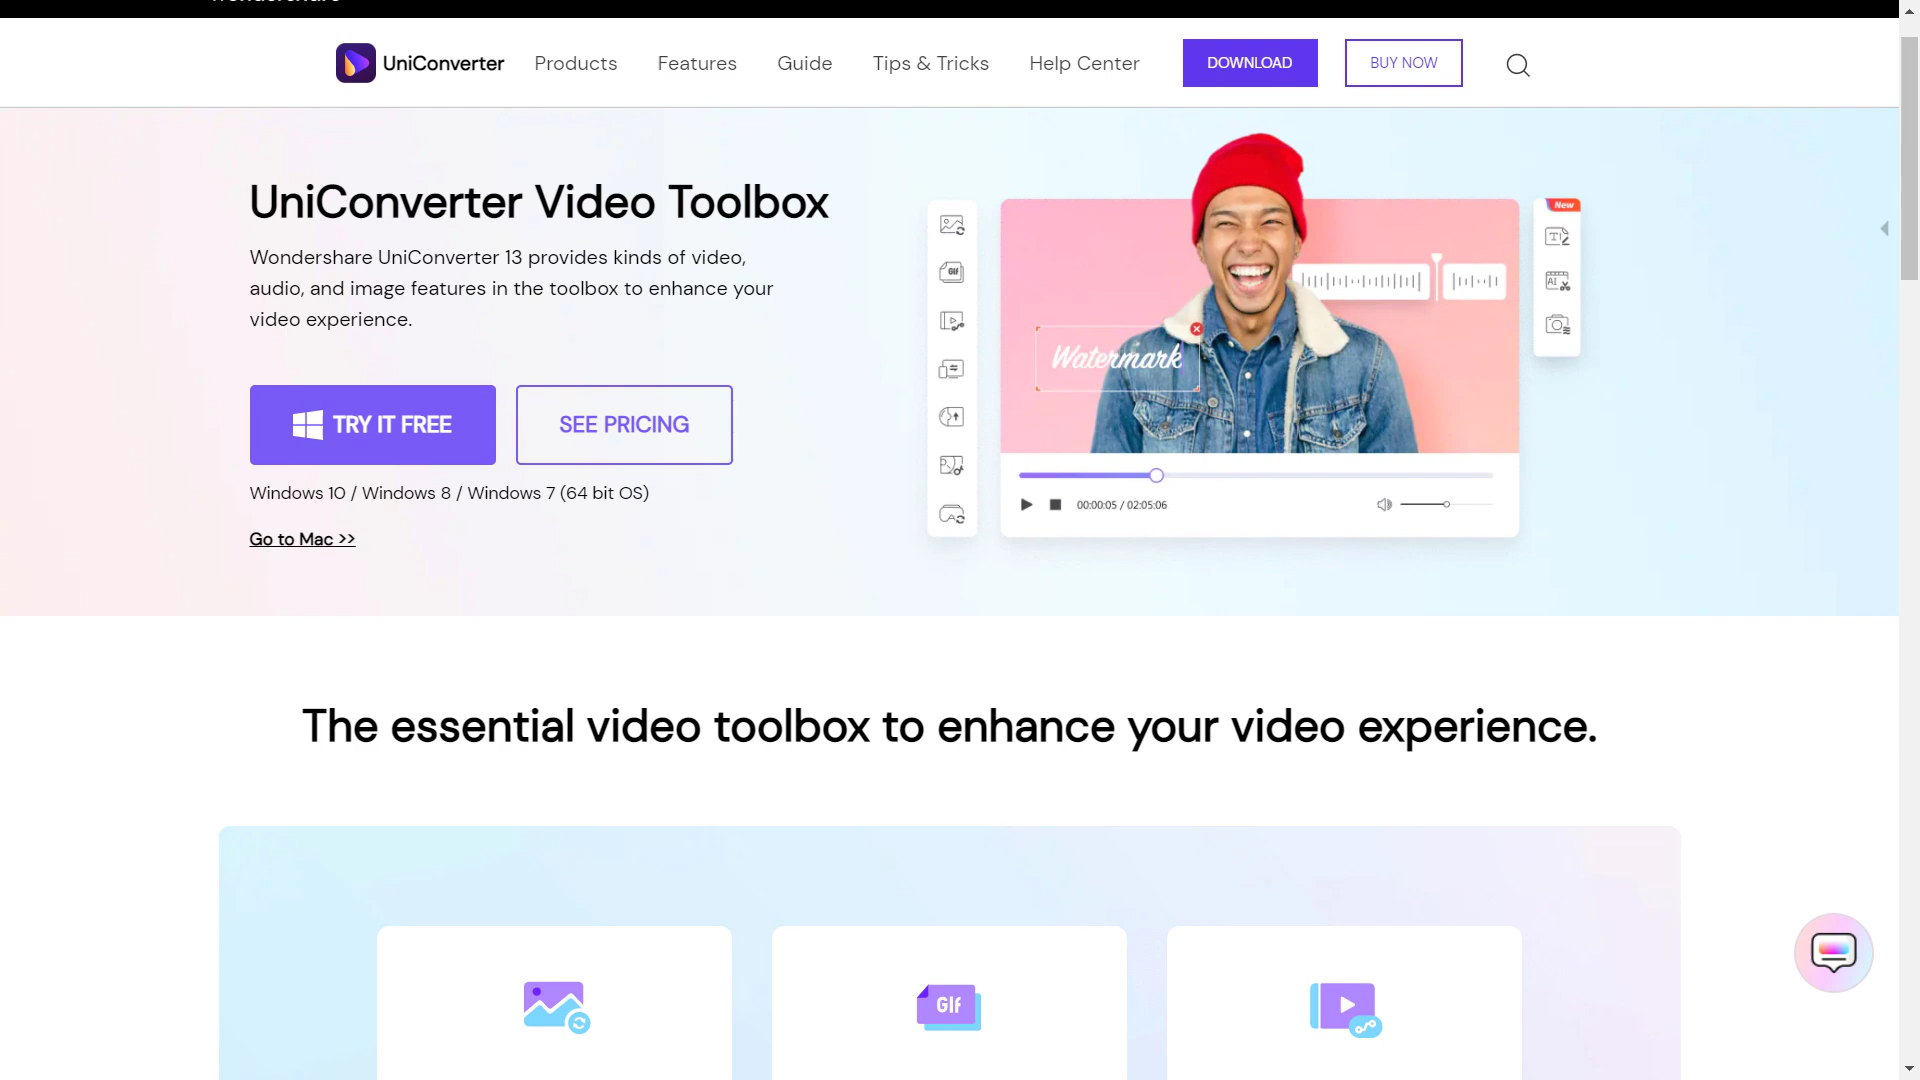 UniConverter
Products
Features
Guide
Tips & Tricks
Help Center
DOWNLOAD
BUY NOW
UniConverter Video Toolbox
Wondershare UniConverter 13 provides kinds of video,
audio, and image features in the toolbox to enhance your
video experience.
TRY IT FREE
SEE PRICING
Windows 10 / Windows 8 / Windows 7 (64 bit OS)
Go to Mac >>
GIF
Watermark
00:00:05 / 02:05:06
New
T
AI
The essential video toolbox to enhance your video experience.
GIF